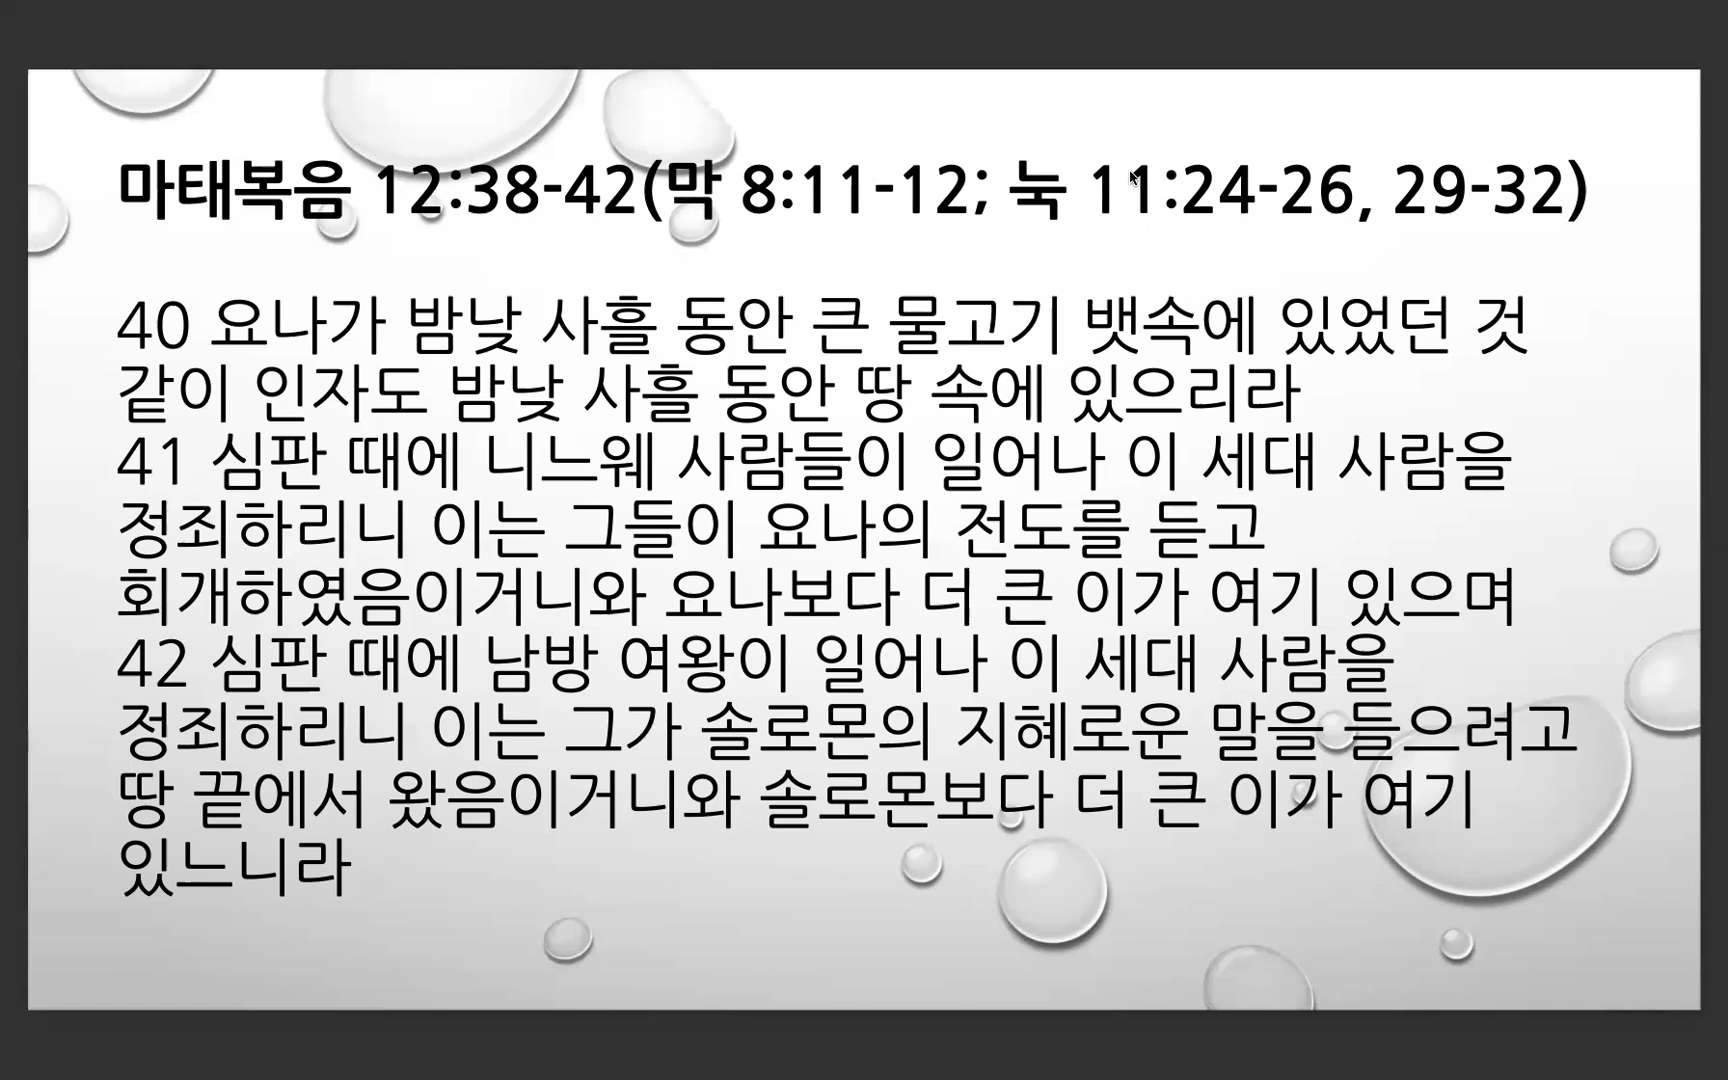 마태복음 12:38-42(막 8:11-12; 눅 11:24-26, 29-32)
40 요나가 밤낮 사흘 동안 큰 물고기 뱃속에 있었던 것
같이 인자도 밤낮 사흘 동안 땅 속에 있으리라
41 심판 때에 니느웨 사람들이 일어나 이 세대 사람을
정죄하리니 이는 그들이 요나의 전도를 듣고
회개하였음이거니와 요나보다 더 큰 이가 여기 있으며
42 심판 때에 남방 여왕이 일어나 이 세대 사람을
정죄하리니 이는 그가 솔로몬의 지혜로운 말을 들으려고
땅 끝에서 왔음이거니와 솔로몬보다 더 큰 이가 여기
있느니라